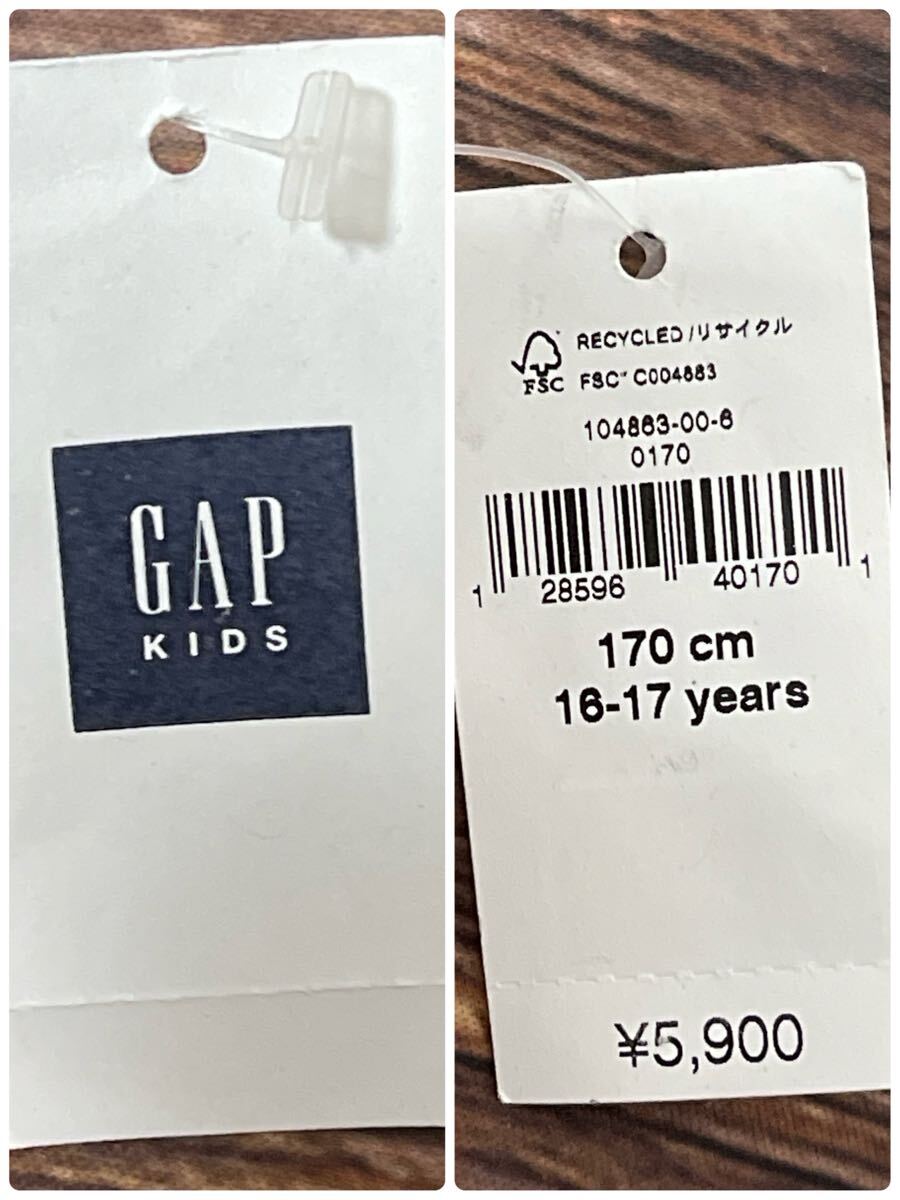 GAP
KIDS
RECYCLED/リサイクル
FSC
FSC™ C004883
104863-00-6
0170
1 28596 40170 1
170 cm
16-17 years
¥5,900